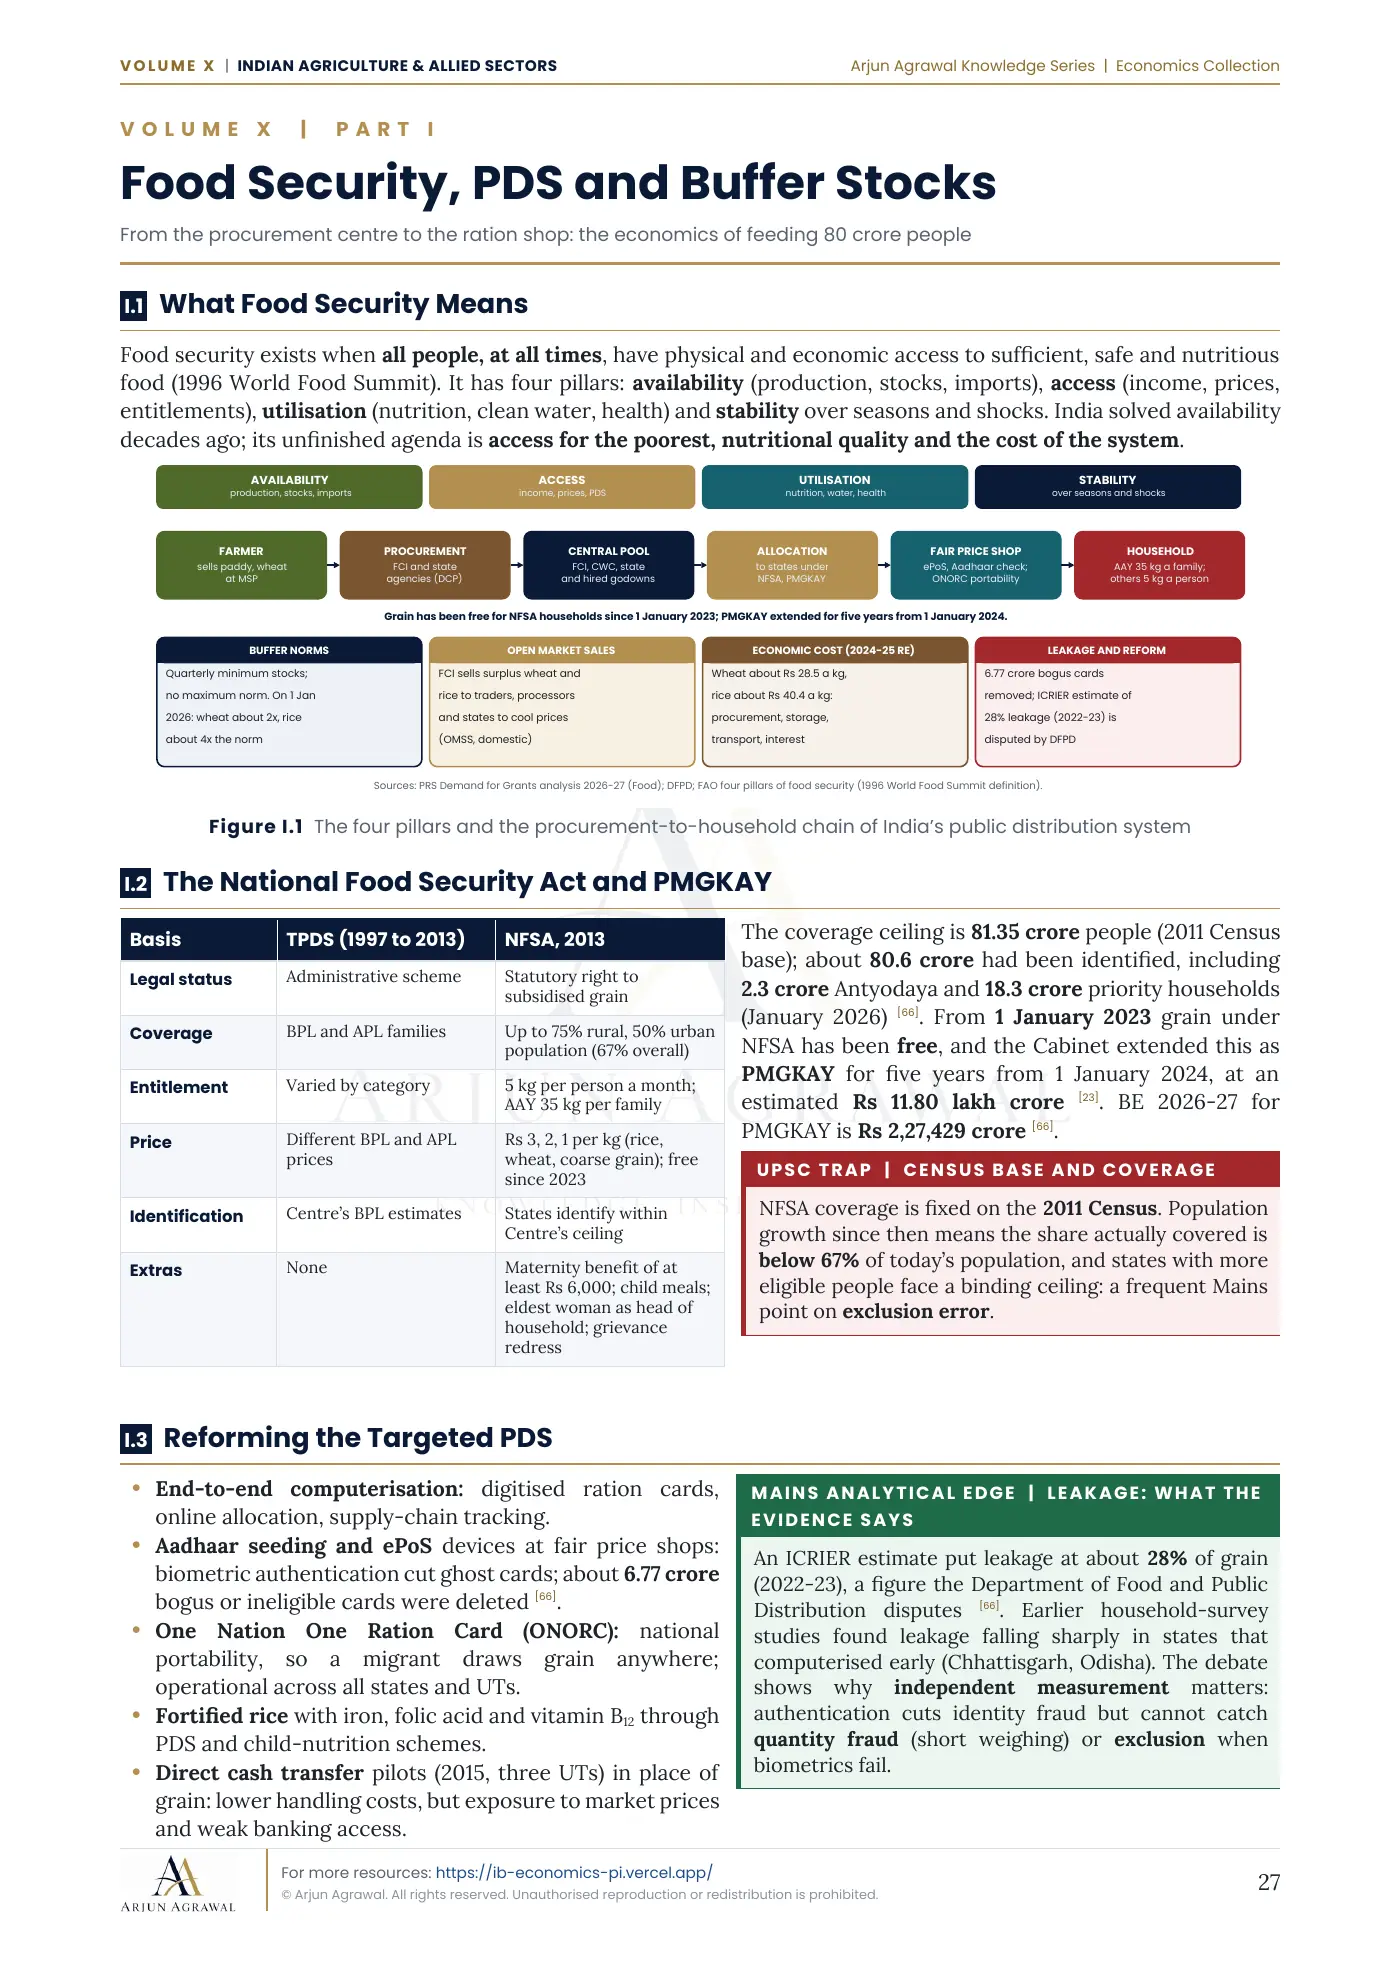 VOLUME X | INDIAN AGRICULTURE & ALLIED SECTORS
Arjun Agrawal Knowledge Series | Economics Collection
VOLUME X | PART I
Food Security, PDS and Buffer Stocks
From the procurement centre to the ration shop: the economics of feeding 80 crore people
I.1 What Food Security Means
Food security exists when all people, at all times, have physical and economic access to sufficient, safe and nutritious
food (1996 World Food Summit). It has four pillars: availability (production, stocks, imports), access (income, prices,
entitlements), utilisation (nutrition, clean water, health) and stability over seasons and shocks. India solved availability
decades ago; its unfinished agenda is access for the poorest, nutritional quality and the cost of the system.
AVAILABILITY
production, stocks, imports
ACCESS
income, prices, PDS
UTILISATION
nutrition, water, health
STABILITY
over seasons and shocks
FARMER
sells paddy, wheat
at MSP
PROCUREMENT
FCI and state
agencies (DCP)
CENTRAL POOL
FCI, CWC, state
and hired godowns
ALLOCATION
to states under
NFSA, PMGKAY
FAIR PRICE SHOP
ePoS, Aadhaar check;
ONORC portability
HOUSEHOLD
AAY 35 kg a family;
others 5 kg a person
Grain has been free for NFSA households since 1 January 2023; PMGKAY extended for five years from 1 January 2024.
BUFFER NORMS
Quarterly minimum stocks;
no maximum norm. On 1 Jan
2026: wheat about 2x, rice
about 4x the norm
OPEN MARKET SALES
FCI sells surplus wheat and
rice to traders, processors
and states to cool prices
(OMSS, domestic)
ECONOMIC COST (2024-25 RE)
Wheat about Rs 28.5 a kg,
rice about Rs 40.4 a kg:
procurement, storage,
transport, interest
LEAKAGE AND REFORM
6.77 crore bogus cards
removed; ICRIER estimate of
28% leakage (2022-23) is
disputed by DFPD
Sources: PRS Demand for Grants analysis 2026-27 (Food); DFPD; FAO four pillars of food security (1996 World Food Summit definition).
Figure I.1 The four pillars and the procurement-to-household chain of India's public distribution system
I.2 The National Food Security Act and PMGKAY
Basis
TPDS (1997 to 2013)
NFSA, 2013
Legal status
Administrative scheme
Statutory right to
subsidised grain
Coverage
BPL and APL families
Up to 75% rural, 50% urban
population (67% overall)
Entitlement
Varied by category
5 kg per person a month;
AAY 35 kg per family
Price
Different BPL and APL
prices
Rs 3, 2, 1 per kg (rice,
wheat, coarse grain); free
since 2023
Identification
Centre's BPL estimates
States identify within
Centre's ceiling
Extras
None
Maternity benefit of at
least Rs 6,000; child meals;
eldest woman as head of
household; grievance
redress
The coverage ceiling is 81.35 crore people (2011 Census
base); about 80.6 crore had been identified, including
2.3 crore Antyodaya and 18.3 crore priority households
(January 2026) [66]. From 1 January 2023 grain under
NFSA has been free, and the Cabinet extended this as
PMGKAY for five years from 1 January 2024, at an
estimated Rs 11.80 lakh crore [23]. BE 2026-27 for
PMGKAY is Rs 2,27,429 crore [66].
UPSC TRAP | CENSUS BASE AND COVERAGE
NFSA coverage is fixed on the 2011 Census. Population
growth since then means the share actually covered is
below 67% of today's population, and states with more
eligible people face a binding ceiling: a frequent Mains
point on exclusion error.
ARJUN AGRAWAL
I.3 Reforming the Targeted PDS
• End-to-end computerisation: digitised ration cards,
online allocation, supply-chain tracking.
• Aadhaar seeding and ePoS devices at fair price shops:
biometric authentication cut ghost cards; about 6.77 crore
bogus or ineligible cards were deleted [66].
• One Nation One Ration Card (ONORC): national
portability, so a migrant draws grain anywhere;
operational across all states and UTs.
• Fortified rice with iron, folic acid and vitamin B12 through
PDS and child-nutrition schemes.
• Direct cash transfer pilots (2015, three UTs) in place of
grain: lower handling costs, but exposure to market prices
and weak banking access.
MAINS ANALYTICAL EDGE | LEAKAGE: WHAT THE
EVIDENCE SAYS
An ICRIER estimate put leakage at about 28% of grain
(2022-23), a figure the Department of Food and Public
Distribution disputes [66]. Earlier household-survey
studies found leakage falling sharply in states that
computerised early (Chhattisgarh, Odisha). The debate
shows why independent measurement matters:
authentication cuts identity fraud but cannot catch
quantity fraud (short weighing) or exclusion when
biometrics fail.
ARJUN AGRAWAL
For more resources: https://ib-economics-pi.vercel.app/
© Arjun Agrawal. All rights reserved. Unauthorised reproduction or redistribution is prohibited.
27